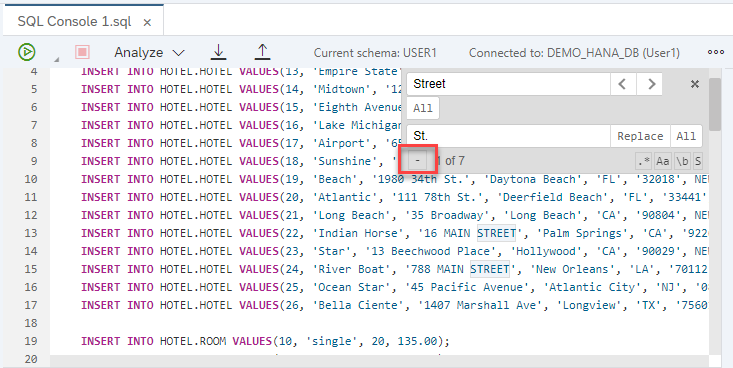 SQL Console 1.sql ×
Analyze Current schema: USER1 Connected to: DEMO_HANA_DB (User1)
4 INSERT INTO HOTEL.HOTEL VALUES(13, 'Empire State'
Street
5 INSERT INTO HOTEL.HOTEL VALUES(14, 'Midtown', '12
6 INSERT INTO HOTEL.HOTEL VALUES(15, 'Eighth Avenue
All
7 INSERT INTO HOTEL.HOTEL VALUES(16, 'Lake Michigan
St. Replace All
8 INSERT INTO HOTEL.HOTEL VALUES(17, 'Airport', '65
9 INSERT INTO HOTEL.HOTEL VALUES(18, 'Sunshine', '
- of 7 .* Aa \b S
10 INSERT INTO HOTEL.HOTEL VALUES(19, 'Beach', '1980 34th St.', 'Daytona Beach', 'FL', '32018', NE
11 INSERT INTO HOTEL.HOTEL VALUES(20, 'Atlantic', '111 78th St.', 'Deerfield Beach', 'FL', '33441'
12 INSERT INTO HOTEL.HOTEL VALUES(21, 'Long Beach', '35 Broadway', 'Long Beach', 'CA', '90804', NEW
13 INSERT INTO HOTEL.HOTEL VALUES(22, 'Indian Horse', '16 MAIN STREET', 'Palm Springs', 'CA', '922
14 INSERT INTO HOTEL.HOTEL VALUES(23, 'Star', '13 Beechwood Place', 'Hollywood', 'CA', '90029', NEW
15 INSERT INTO HOTEL.HOTEL VALUES(24, 'River Boat', '788 MAIN STREET', 'New Orleans', 'LA', '70112
16 INSERT INTO HOTEL.HOTEL VALUES(25, 'Ocean Star', '45 Pacific Avenue', 'Atlantic City', 'NJ', '08
17 INSERT INTO HOTEL.HOTEL VALUES(26, 'Bella Ciente', '1407 Marshall Ave', 'Longview', 'TX', '7560
18
19 INSERT INTO HOTEL.ROOM VALUES(10, 'single', 20, 135.00);
20